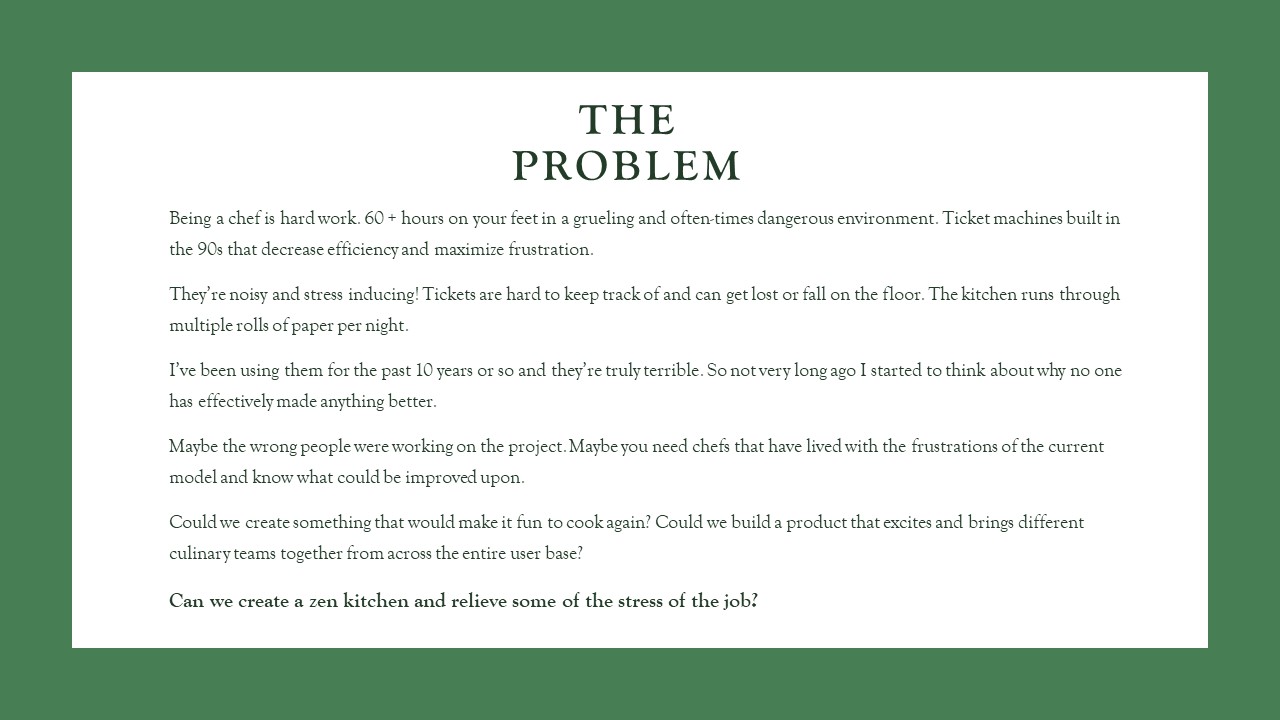 THE
PROBLEM
Being a chef is hard work. 60 + hours on your feet in a grueling and often-times dangerous environment. Ticket machines built in
the 90s that decrease efficiency and maximize frustration.
They’re noisy and stress inducing! Tickets are hard to keep track of and can get lost or fall on the floor. The kitchen runs through
multiple rolls of paper per night.
I’ve been using them for the past 10 years or so and they’re truly terrible. So not very long ago I started to think about why no one
has effectively made anything better.
Maybe the wrong people were working on the project. Maybe you need chefs that have lived with the frustrations of the current
model and know what could be improved upon.
Could we create something that would make it fun to cook again? Could we build a product that excites and brings different
culinary teams together from across the entire user base?
Can we create a zen kitchen and relieve some of the stress of the job?